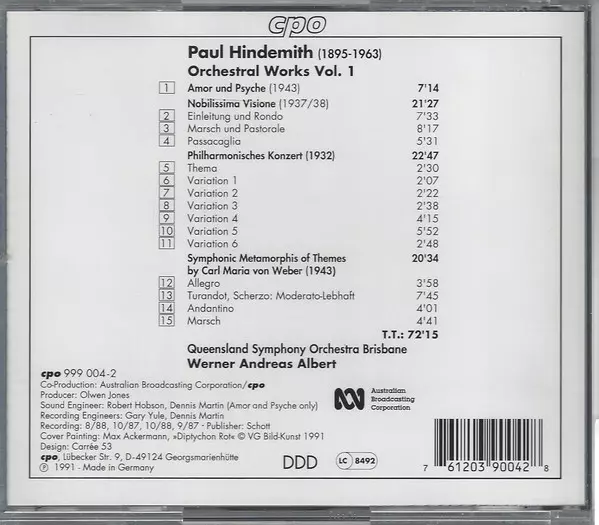 cpo
Paul Hindemith (1895-1963)
Orchestral Works Vol. 1
1 Amor und Psyche (1943) 7'14
Nobilissima Visione (1937/38) 21'27
2 Einleitung und Rondo 7'33
3 Marsch und Pastorale 8'17
4 Passacaglia 5'31
Philharmonisches Konzert (1932) 22'47
5 Thema 2'30
6 Variation 1 2'07
7 Variation 2 2'22
8 Variation 3 2'38
9 Variation 4 4'15
10 Variation 5 5'52
11 Variation 6 2'48
Symphonic Metamorphis of Themes 20'34
by Carl Maria von Weber (1943)
12 Allegro 3'58
13 Turandot, Scherzo: Moderato-Lebhaft 7'45
14 Andantino 4'01
15 Marsch 4'41
T.T.: 72'15
Queensland Symphony Orchestra Brisbane
Werner Andreas Albert
cpo 999 004-2
Co-Production: Australian Broadcasting Corporation/cpo
Producer: Olwen Jones
Sound Engineer: Robert Hobson, Dennis Martin (Amor und Psyche only)
Recording Engineers: Gary Yule, Dennis Martin
Recording: 8/88, 10/87, 10/88, 9/87 · Publisher: Schott
Cover Painting: Max Ackermann, »Diptychon Rot« © VG Bild-Kunst 1991
Design: Carrée 53
cpo, Lübecker Str. 9, D-49124 Georgsmarienhütte
℗ 1991 - Made in Germany
Australian
Broadcasting
Corporation
DDD
LC 8492
7 61203 90042 8